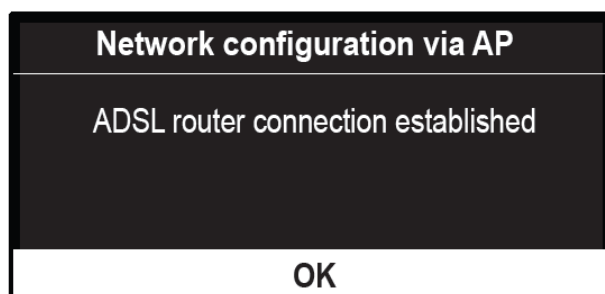 Network configuration via AP
ADSL router connection established
OK